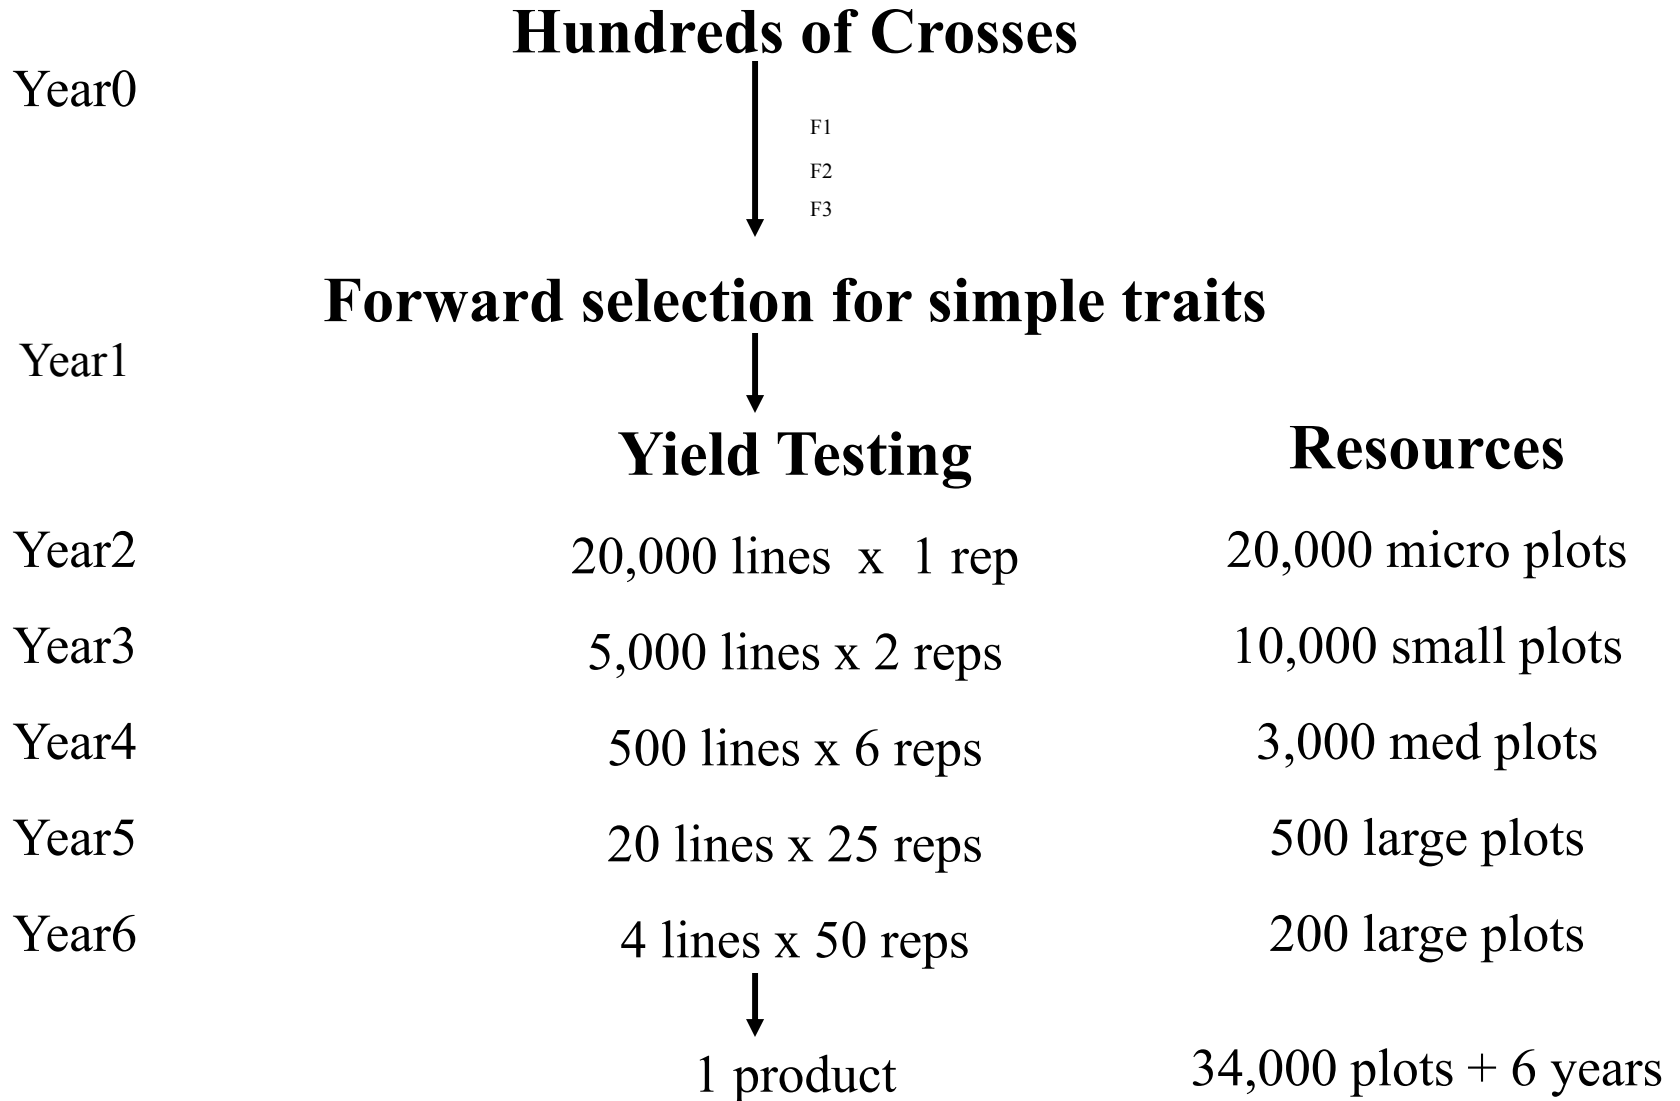 Hundreds of Crosses
Year0
F1
F2
F3
Forward selection for simple traits
Year1
Yield Testing Resources
Year2 20,000 lines x 1 rep 20,000 micro plots
Year3 5,000 lines x 2 reps 10,000 small plots
Year4 500 lines x 6 reps 3,000 med plots
Year5 20 lines x 25 reps 500 large plots
Year6 4 lines x 50 reps 200 large plots
1 product 34,000 plots + 6 years